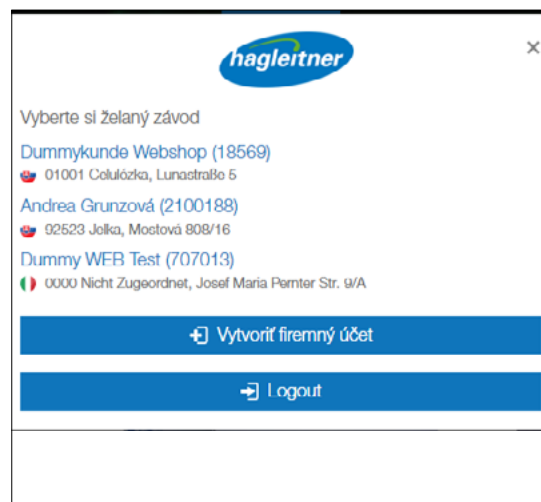 hagleitner
Vyberte si želaný závod
Dummykunde Webshop (18569)
01001 Celulózka, Lunastraße 5
Andrea Grunzová (2100188)
92523 Jelka, Mostová 808/16
Dummy WEB Test (707013)
0000 Nicht Zugeordnet, Josef Maria Pernter Str. 9/A
Vytvoriť firemný účet
Logout